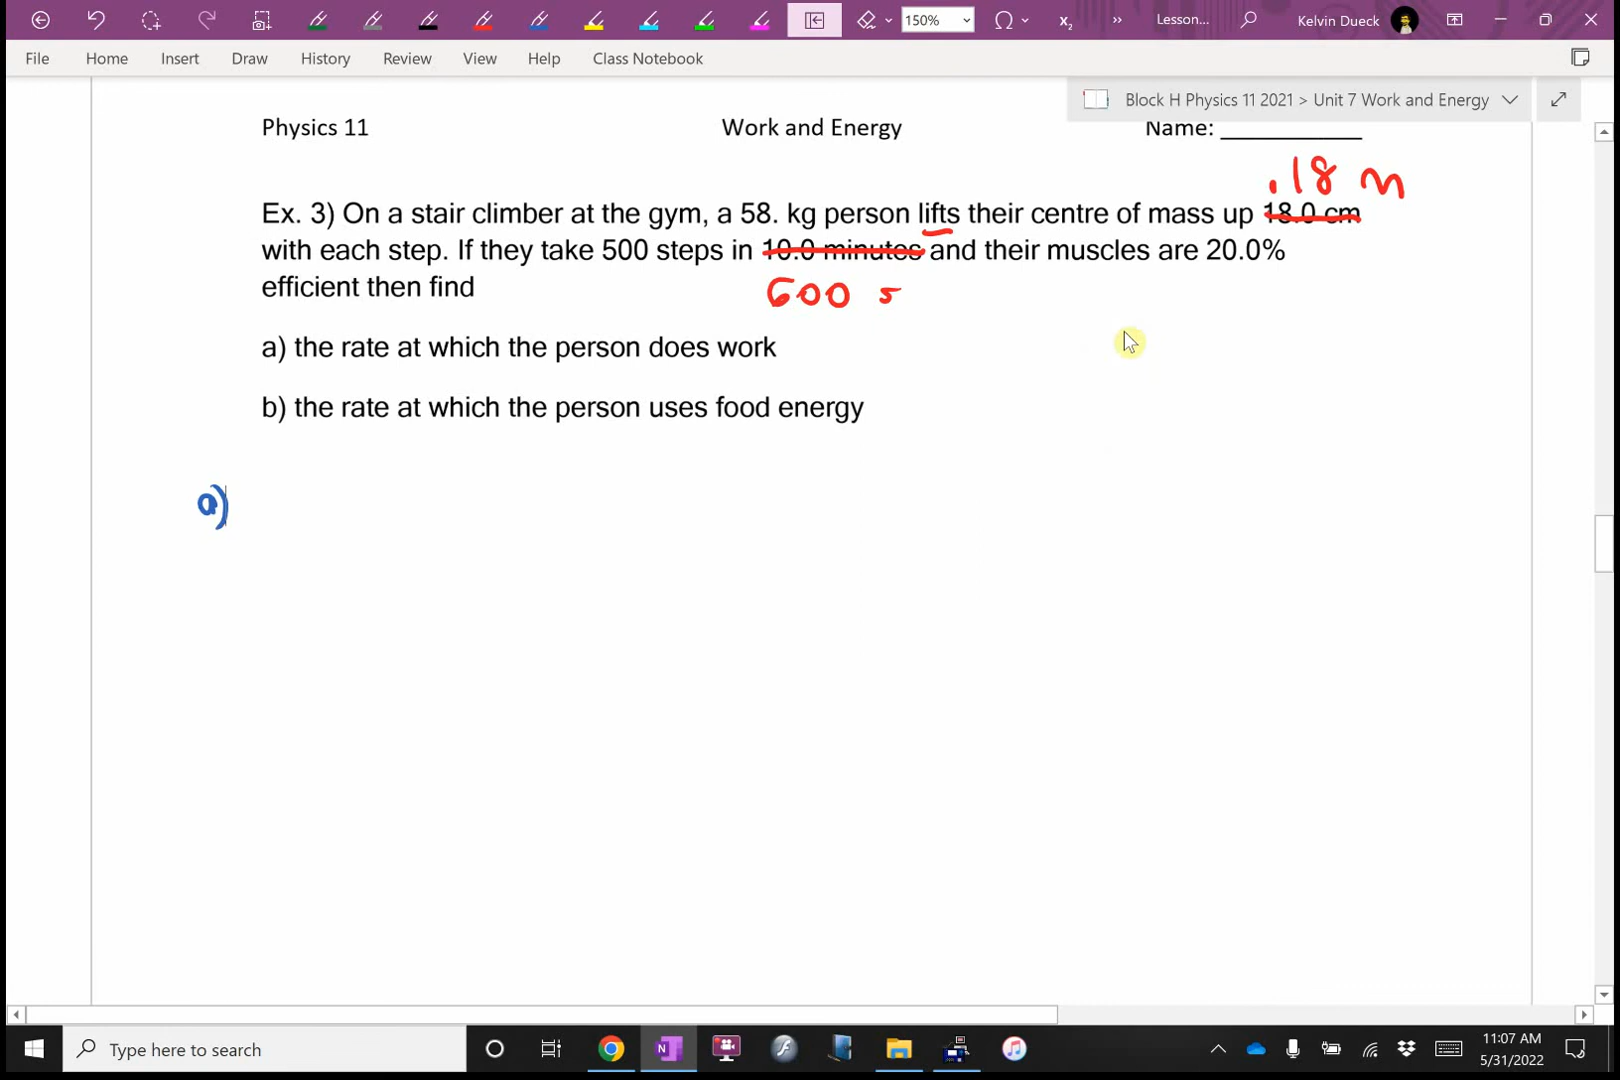 150%
Ω
x₂
»
Lesson...
Kelvin Dueck
File
Home
Insert
Draw
History
Review
View
Help
Class Notebook
Block H Physics 11 2021 > Unit 7 Work and Energy
Physics 11
Work and Energy
Name: ___________
.18 m
Ex. 3) On a stair climber at the gym, a 58. kg person lifts their centre of mass up 18.0 cm
with each step. If they take 500 steps in 10.0 minutes and their muscles are 20.0%
600 s
efficient then find
a) the rate at which the person does work
b) the rate at which the person uses food energy
a)
Type here to search
N
11:07 AM
5/31/2022